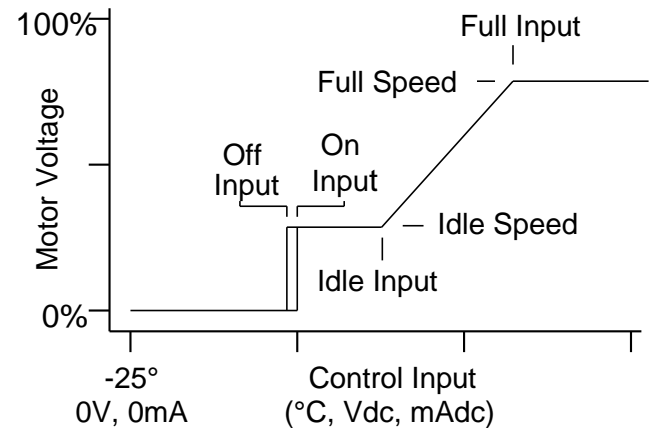 100%
Full Input
Full Speed
Motor Voltage
Off
Input
On
Input
Idle Speed
Idle Input
0%
-25°
0V, 0mA
Control Input
(°C, Vdc, mAdc)